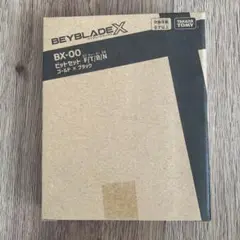 BEYBLADE X
TAKARA TOMY
BX-00
ビットセット F/T/B/N
ゴールド × ブラック